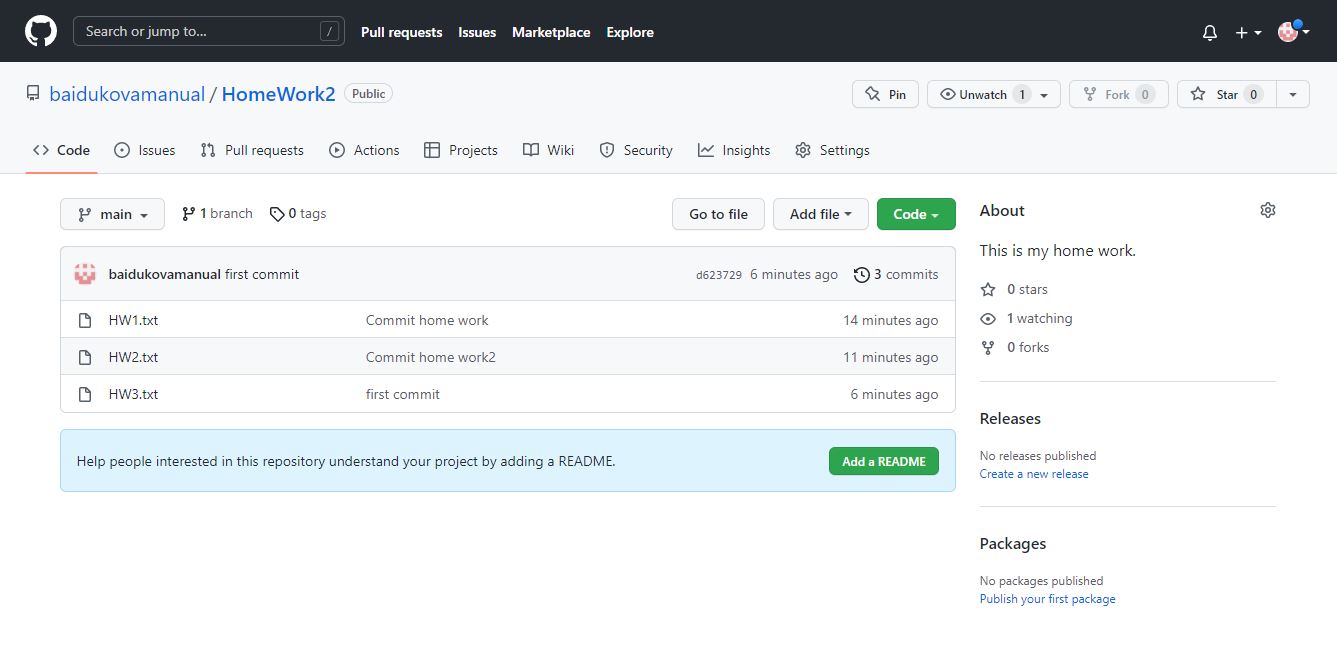 Search or jump to... /
Pull requests Issues Marketplace Explore
baidukovamanual / HomeWork2 Public
Pin Unwatch 1 Fork 0 Star 0
Code Issues Pull requests Actions Projects Wiki Security Insights Settings
main 1 branch 0 tags
Go to file Add file Code
baidukovamanual first commit d623729 6 minutes ago 3 commits
HW1.txt Commit home work 14 minutes ago
HW2.txt Commit home work2 11 minutes ago
HW3.txt first commit 6 minutes ago
Help people interested in this repository understand your project by adding a README. Add a README
About
This is my home work.
0 stars
1 watching
0 forks
Releases
No releases published
Create a new release
Packages
No packages published
Publish your first package